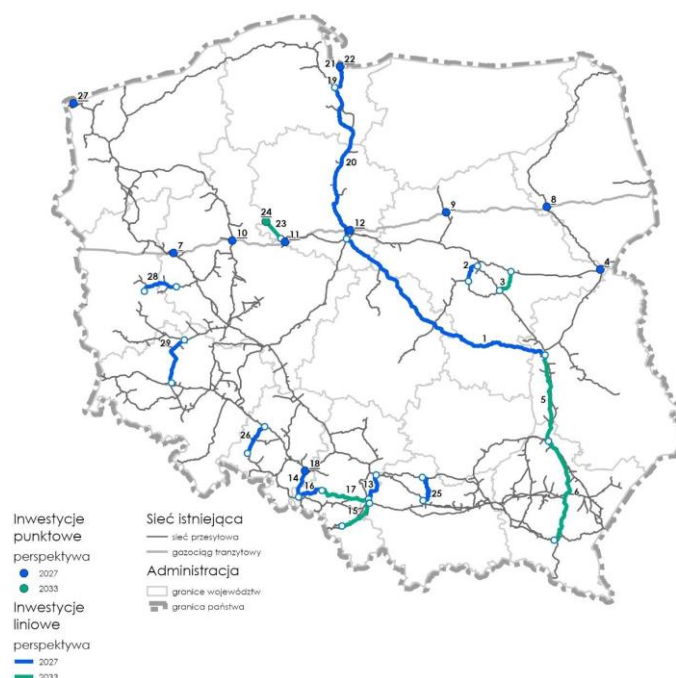 21 22
19
27
20
24
23
12
11
10
9
8
7
4
2
3
28
1
29
5
26
18
14
16
17
13
25
15
6
Inwestycje
punktowe
perspektywa
2027
2033
Inwestycje
liniowe
perspektywa
2027
2033
Sieć istniejąca
sieć przesyłowa
gazociąg tranzytowy
Administracja
granice województw
granica państwa